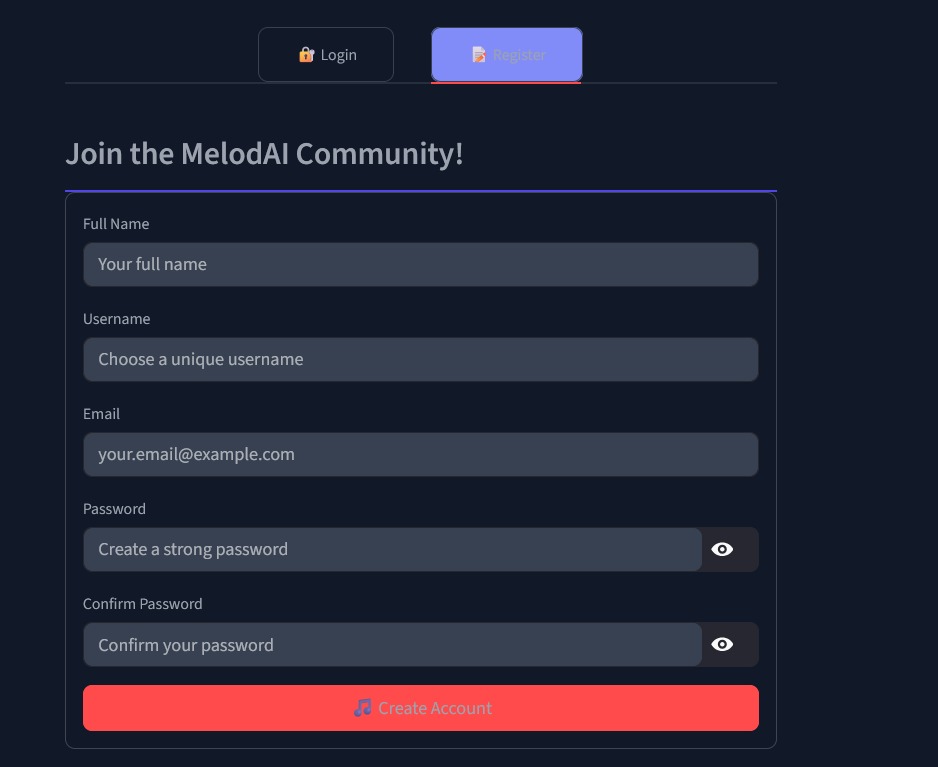 🔐 Login
📝 Register
Join the MelodAI Community!
Full Name
Your full name
Username
Choose a unique username
Email
your.email@example.com
Password
Create a strong password
Confirm Password
Confirm your password
🎵 Create Account